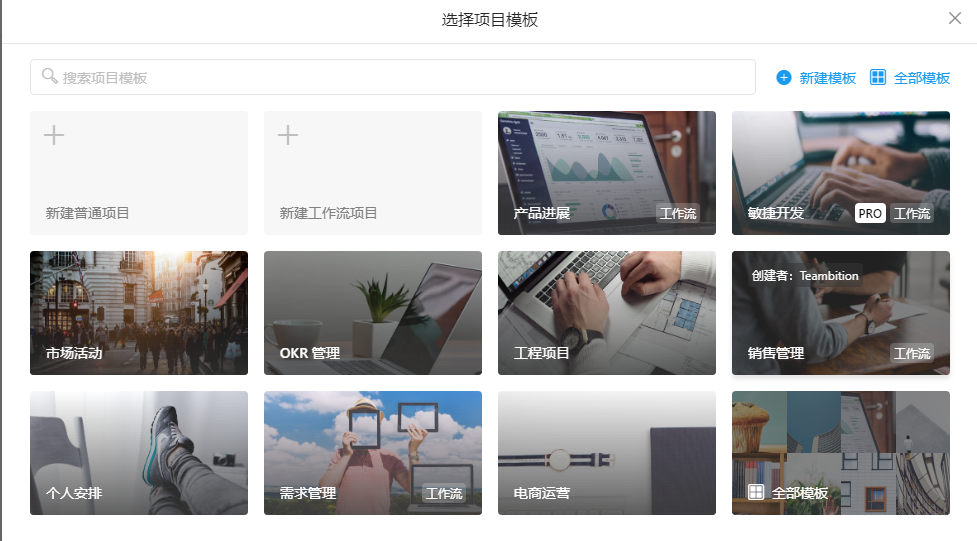 选择项目模板
搜索项目模板
新建模板 全部模板
新建普通项目
新建工作流项目
产品进展 工作流
敏捷开发 PRO 工作流
市场活动
OKR 管理
工程项目
创建者：Teambition
销售管理 工作流
个人安排
需求管理 工作流
电商运营
全部模板